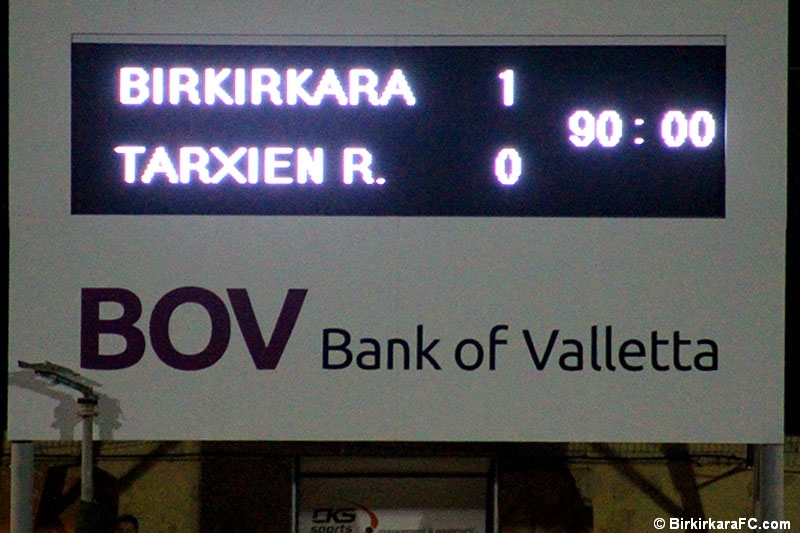 BIRKIRKARA 1
90:00
TARXIEN R. 0
BOV Bank of Valletta
CKS
sports
© BirkirkaraFC.com